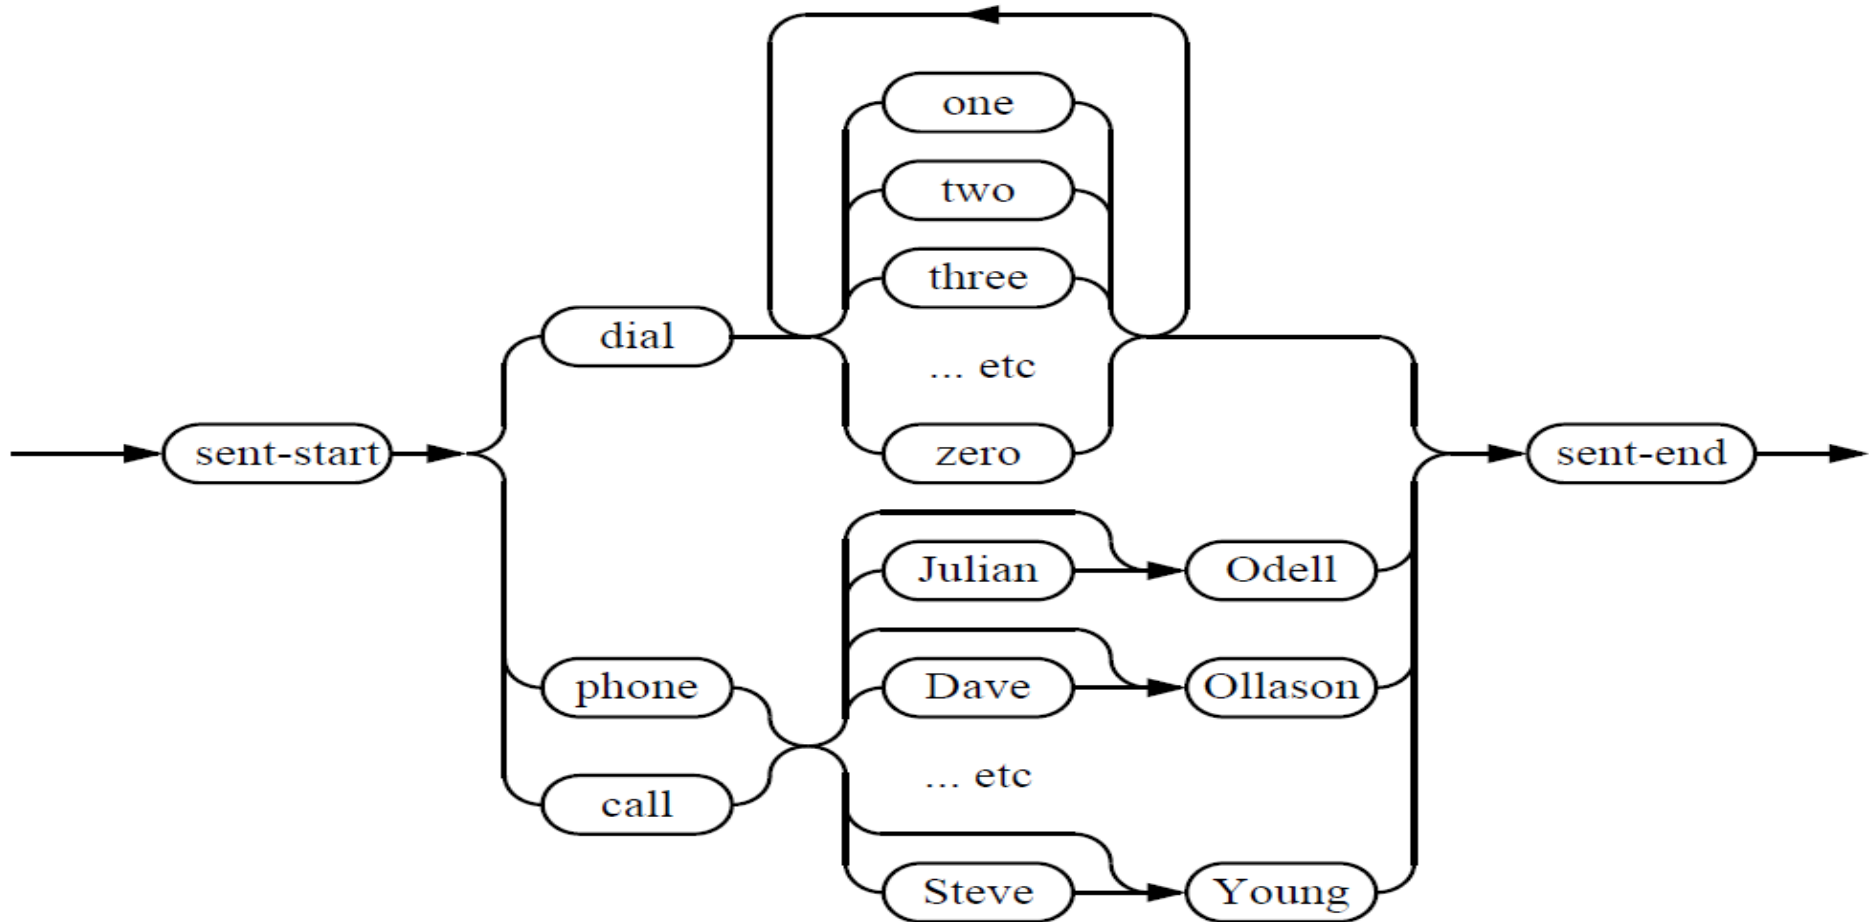 one
two
three
dial
... etc
sent-start
zero
sent-end
Julian
Odell
phone
Dave
Ollason
... etc
call
Steve
Young